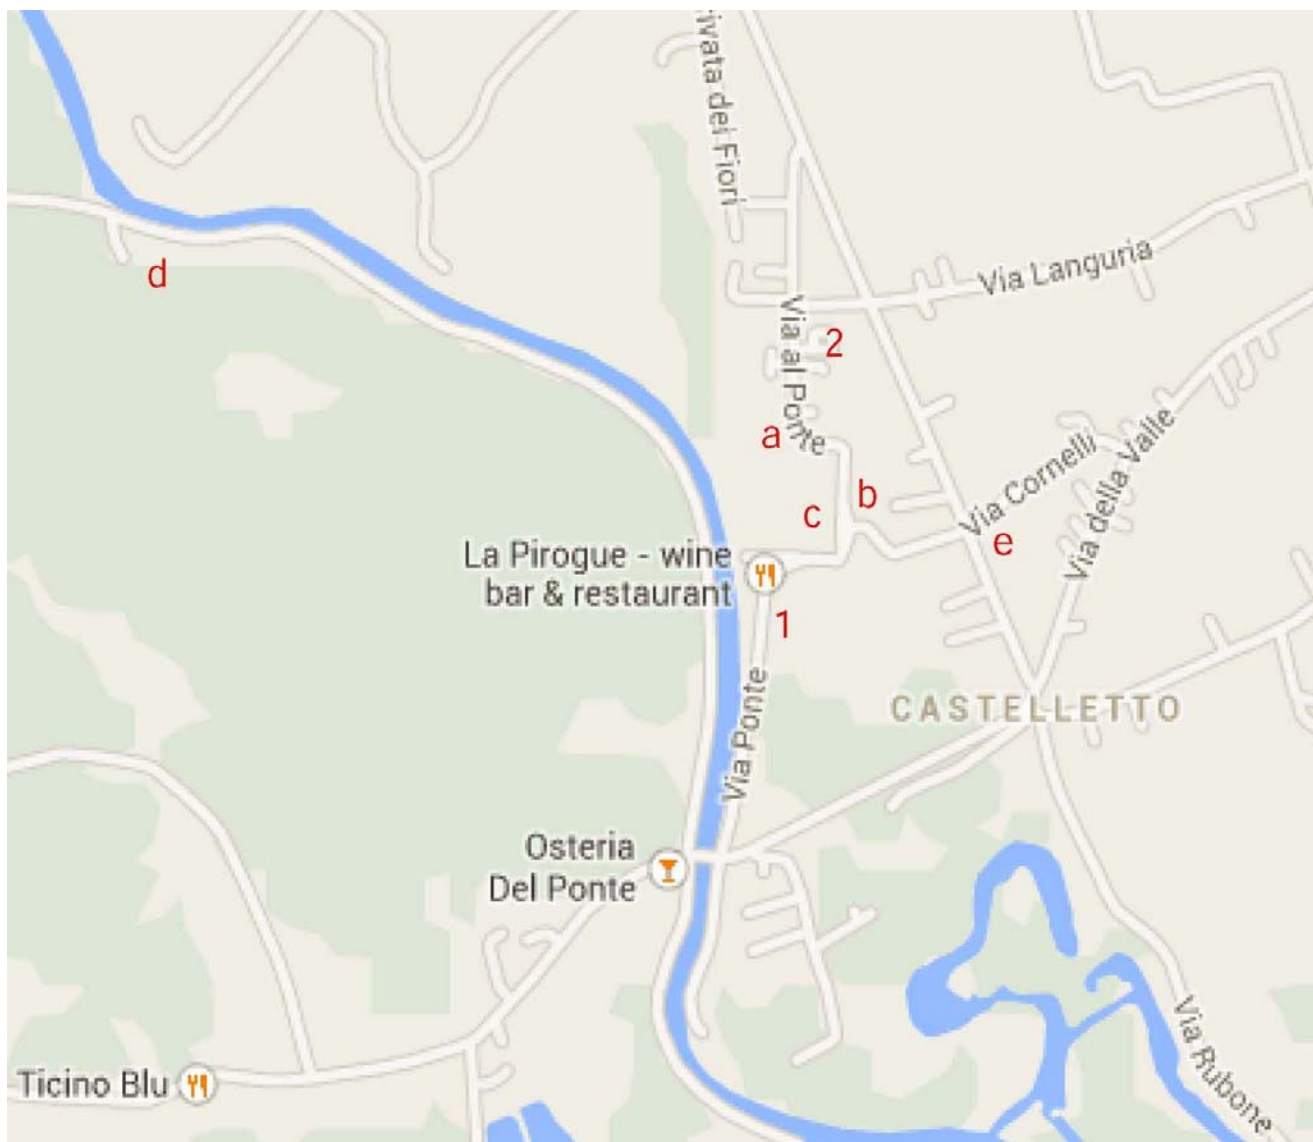 rivata dei Fiori
Via Languria
d
Via al Ponte
2
a
Via Cornelli
Via della Valle
b
c
e
La Pirogue - wine
bar & restaurant
1
Via Ponte
CASTELLETTO
Osteria
Del Ponte
Via Rubone
Ticino Blu